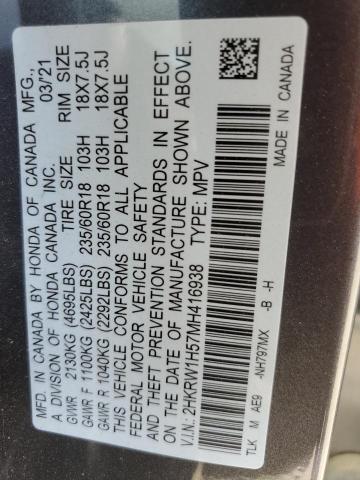 MFD. IN CANADA BY HONDA OF CANADA MFG.,
A DIVISION OF HONDA CANADA INC. 03/'21
GVWR 2130KG (4695LBS) TIRE SIZE RIM SIZE
GAWR F 1100KG (2425LBS) 235/60R18 103H 18X7.5J
GAWR R 1040KG (2292LBS) 235/60R18 103H 18X7.5J
THIS VEHICLE CONFORMS TO ALL APPLICABLE
FEDERAL MOTOR VEHICLE SAFETY
AND THEFT PREVENTION STANDARDS IN EFFECT
ON THE DATE OF MANUFACTURE SHOWN ABOVE.
V.I.N.: 2HKRW1H57MH416938 TYPE: MPV
TLK M AE9 -NH797MX -B -H MADE IN CANADA